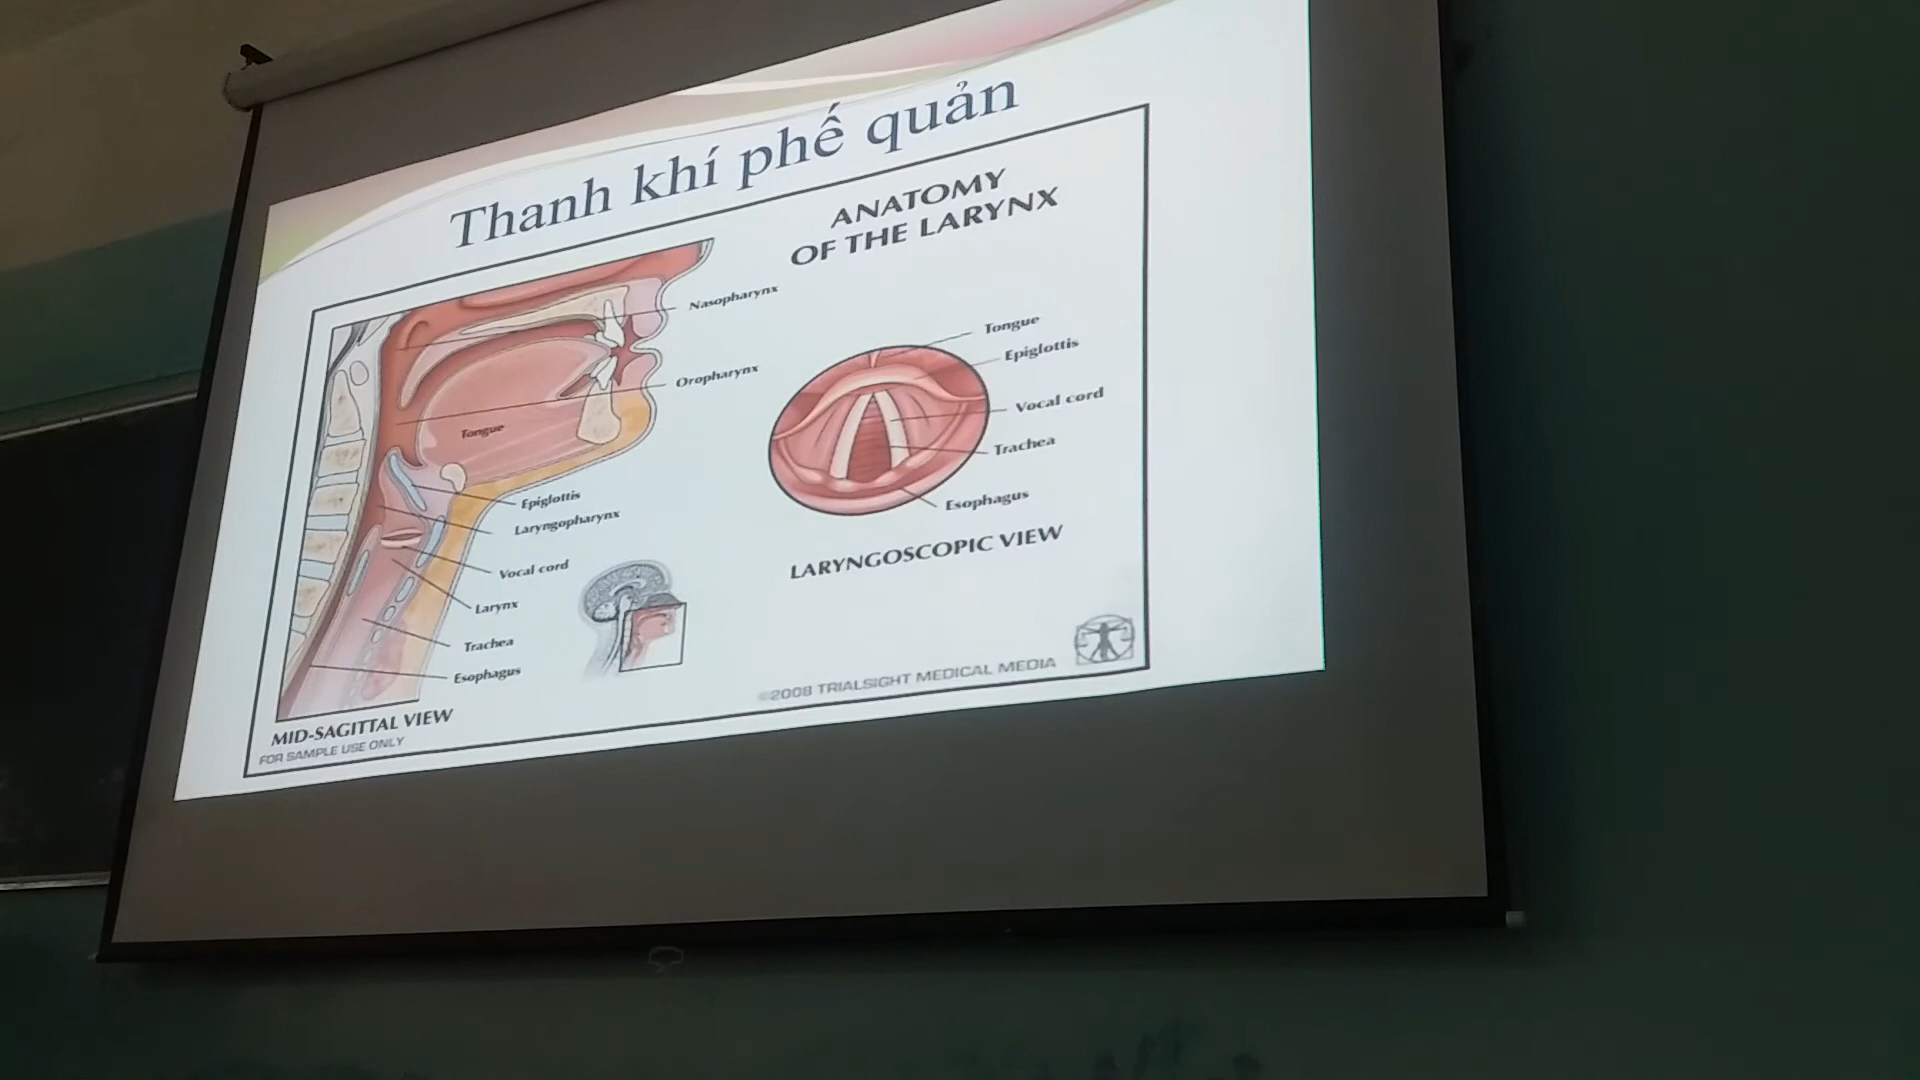 Thanh khí phế quản
ANATOMY
OF THE LARYNX
Nasopharynx
Oropharynx
Tongue
Epiglottis
Laryngopharynx
Vocal cord
Larynx
Trachea
Esophagus
MID-SAGITTAL VIEW
FOR SAMPLE USE ONLY
Tongue
Epiglottis
Vocal cord
Trachea
Esophagus
LARYNGOSCOPIC VIEW
©2008 TRIALSIGHT MEDICAL MEDIA